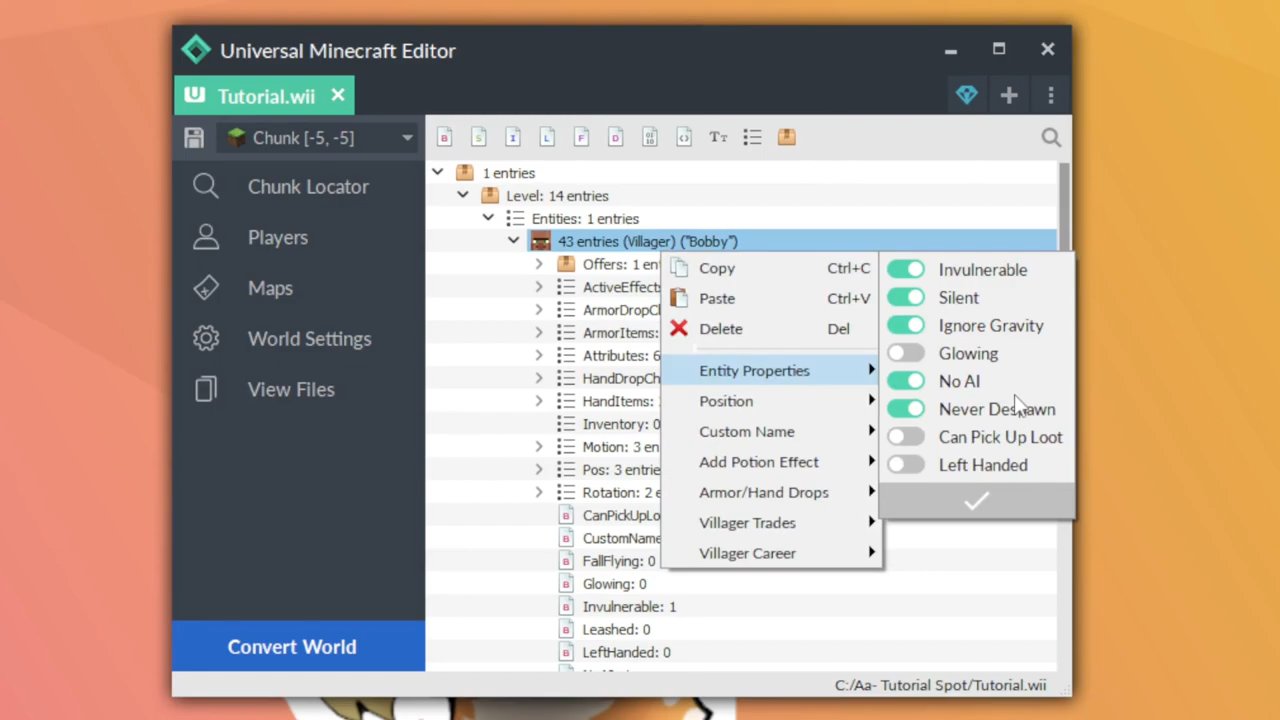 Universal Minecraft Editor
Tutorial.wii
Chunk [-5, -5]
Chunk Locator
Players
Maps
World Settings
View Files
Convert World
1 entries
Level: 14 entries
Entities: 1 entries
43 entries (Villager) ("Bobby")
Offers: 1 en
ActiveEffects
ArmorDropCh
ArmorItems:
Attributes: 6
HandDropCh
HandItems:
Inventory: 0
Motion: 3 en
Pos: 3 entrie
Rotation: 2 e
CanPickUpLo
CustomName
FallFlying: 0
Glowing: 0
Invulnerable: 1
Leashed: 0
LeftHanded: 0
Copy Ctrl+C
Paste Ctrl+V
Delete Del
Entity Properties
Position
Custom Name
Add Potion Effect
Armor/Hand Drops
Villager Trades
Villager Career
Invulnerable
Silent
Ignore Gravity
Glowing
No AI
Never Despawn
Can Pick Up Loot
Left Handed
C:/Aa- Tutorial Spot/Tutorial.wii